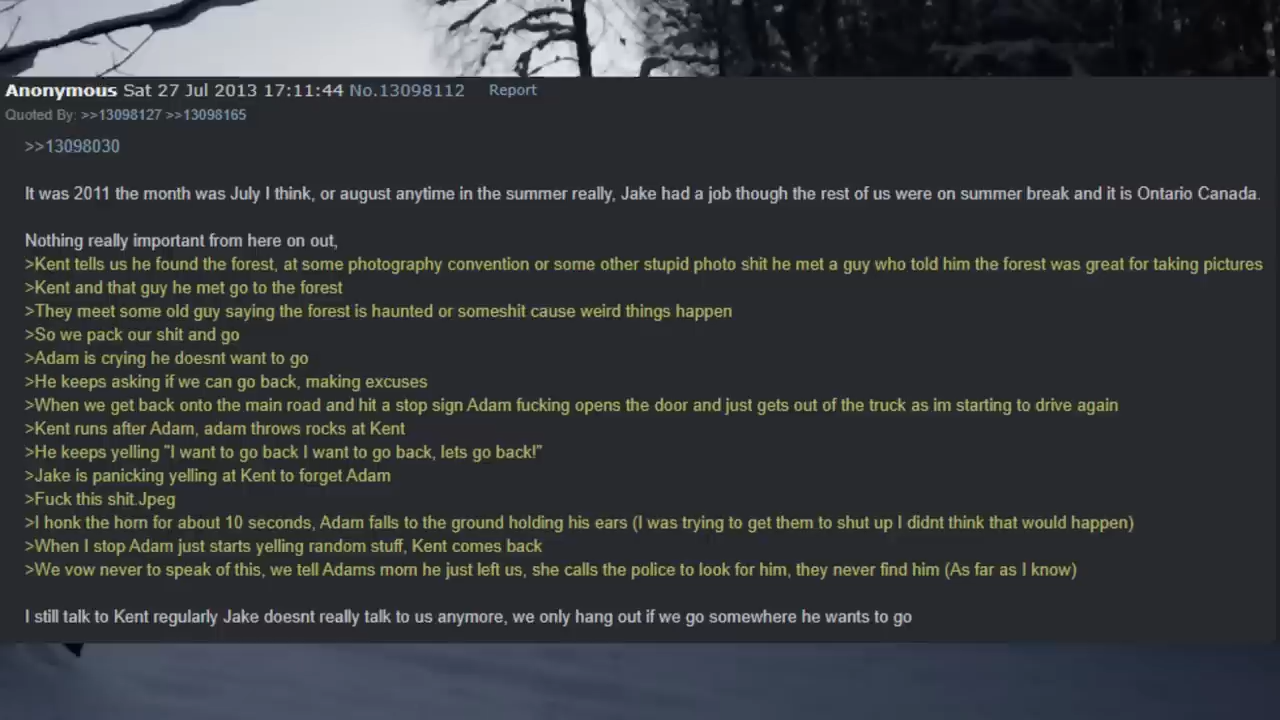 Anonymous Sat 27 Jul 2013 17:11:44 No.13098112 Report
Quoted By: >>13098127 >>13098165
>>13098030
It was 2011 the month was July I think, or august anytime in the summer really, Jake had a job though the rest of us were on summer break and it is Ontario Canada.
Nothing really important from here on out,
>Kent tells us he found the forest, at some photography convention or some other stupid photo shit he met a guy who told him the forest was great for taking pictures
>Kent and that guy he met go to the forest
>They meet some old guy saying the forest is haunted or someshit cause weird things happen
>So we pack our shit and go
>Adam is crying he doesnt want to go
>He keeps asking if we can go back, making excuses
>When we get back onto the main road and hit a stop sign Adam fucking opens the door and just gets out of the truck as im starting to drive again
>Kent runs after Adam, adam throws rocks at Kent
>He keeps yelling "I want to go back I want to go back, lets go back!"
>Jake is panicking yelling at Kent to forget Adam
>Fuck this shit.Jpeg
>I honk the horn for about 10 seconds, Adam falls to the ground holding his ears (I was trying to get them to shut up I didnt think that would happen)
>When I stop Adam just starts yelling random stuff, Kent comes back
>We vow never to speak of this, we tell Adams mom he just left us, she calls the police to look for him, they never find him (As far as I know)
I still talk to Kent regularly Jake doesnt really talk to us anymore, we only hang out if we go somewhere he wants to go